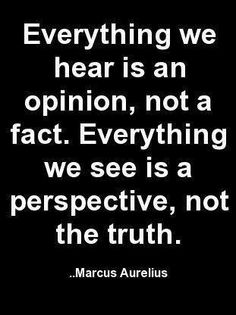 Everything we
hear is an
opinion, not a
fact. Everything
we see is a
perspective, not
the truth.
..Marcus Aurelius